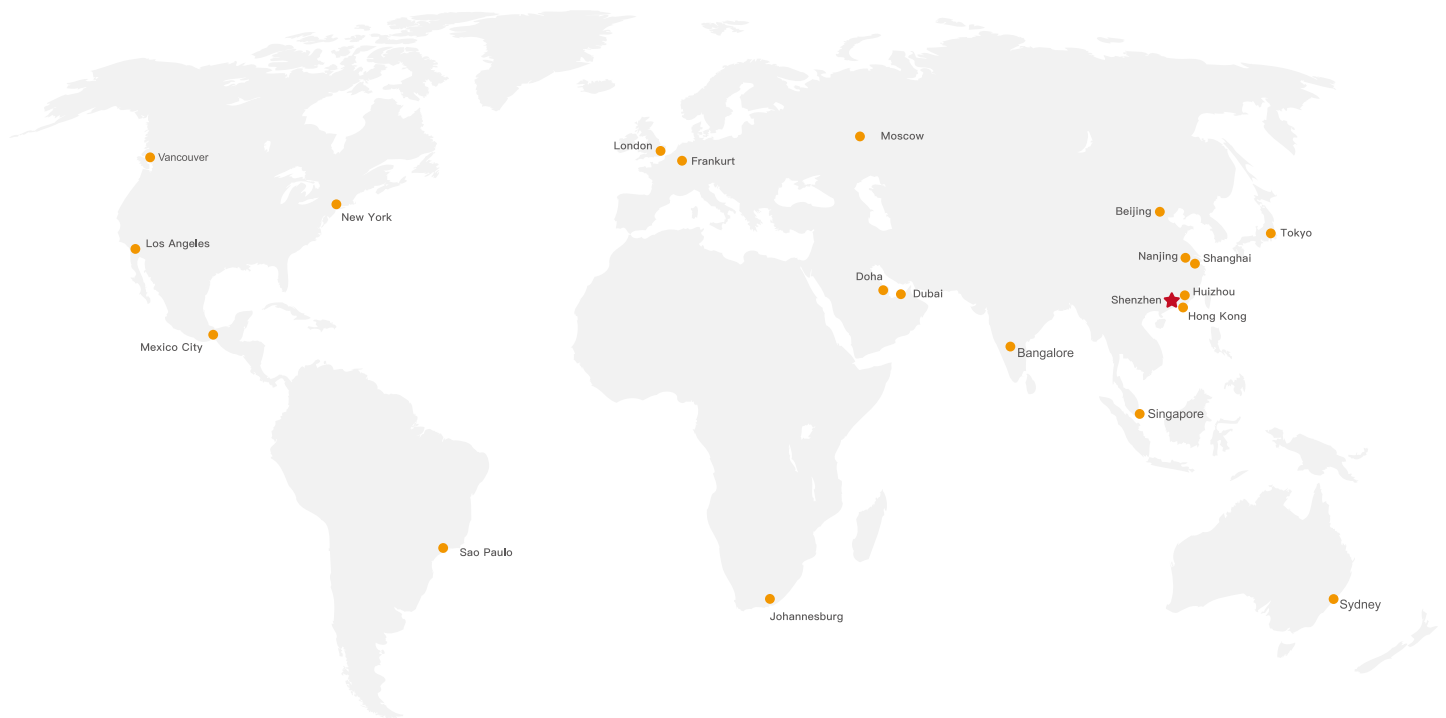 Moscow
London
Vancouver
Frankurt
New York
Beijing
Tokyo
Los Angeles
Nanjing
Shanghai
Doha
Dubai
Huizhou
Shenzhen
Hong Kong
Mexico City
Bangalore
Singapore
Sao Paulo
Sydney
Johannesburg